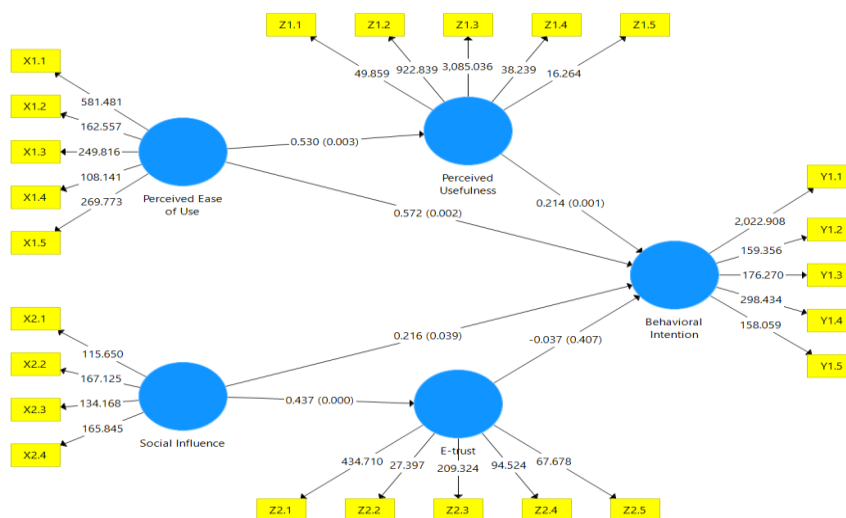 Z1.1
Z1.2
Z1.3
Z1.4
Z1.5
49.859
922.839
3,085.036
38.239
16.264
X1.1
X1.2
X1.3
X1.4
X1.5
581.481
162.557
249.816
108.141
269.773
Perceived Ease
of Use
0.530 (0.003)
Perceived
Usefulness
0.572 (0.002)
0.214 (0.001)
Y1.1
Y1.2
Y1.3
Y1.4
Y1.5
2,022.908
159.356
176.270
298.434
158.059
Behavioral
Intention
X2.1
X2.2
X2.3
X2.4
115.650
167.125
134.168
165.845
Social Influence
0.216 (0.039)
-0.037 (0.407)
0.437 (0.000)
E-trust
434.710
27.397
209.324
94.524
67.678
Z2.1
Z2.2
Z2.3
Z2.4
Z2.5